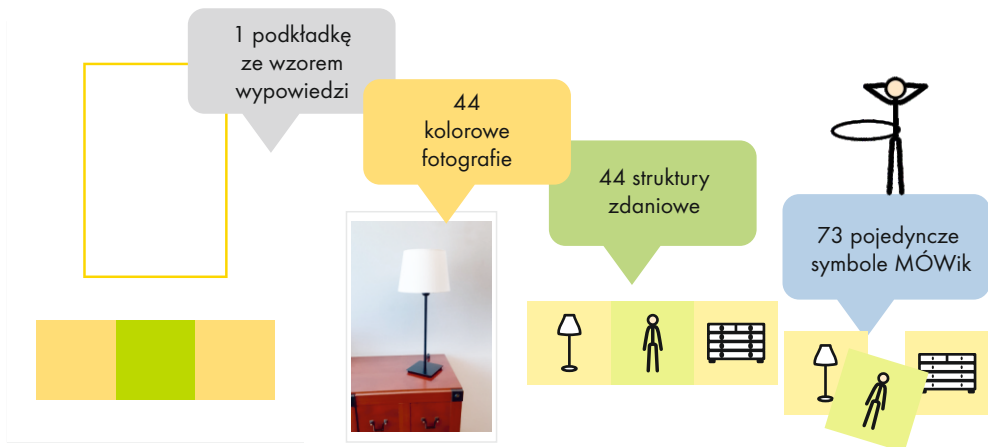 1 podkładkę
ze wzorem
wypowiedzi
44
kolorowe
fotografie
44 struktury
zdaniowe
73 pojedyncze
symbole MÓWik